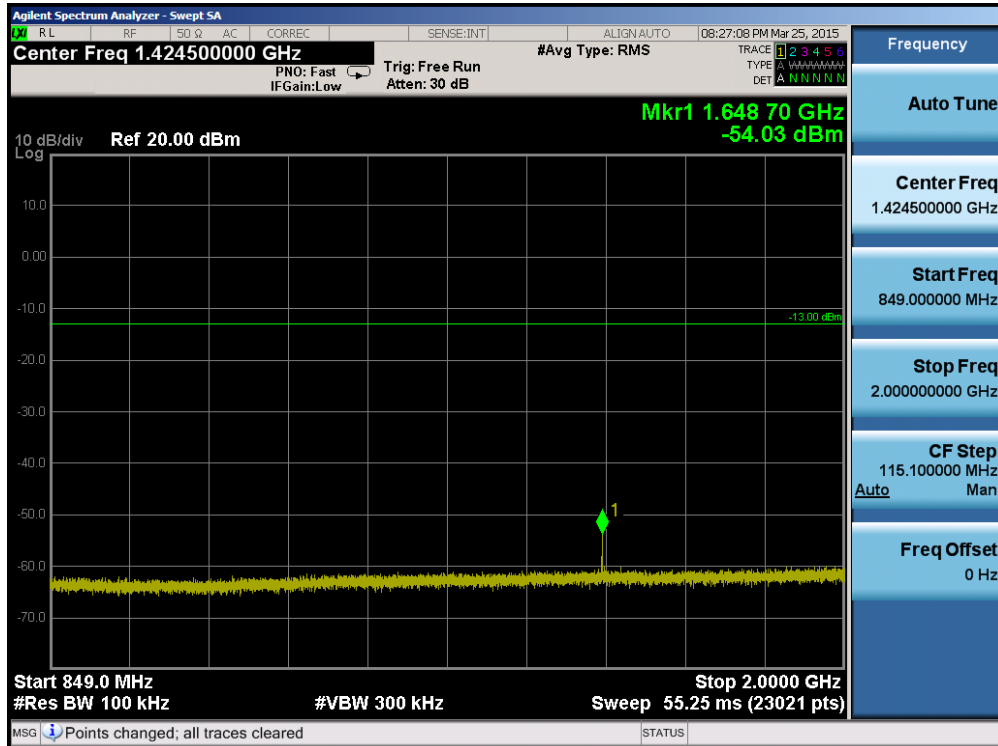 Agilent Spectrum Analyzer - Swept SA
LXI RL RF 50 Ω AC CORREC SENSE:INT ALIGN AUTO 08:27:08 PM Mar 25, 2015
Center Freq 1.424500000 GHz
PNO: Fast
IFGain:Low
Trig: Free Run
Atten: 30 dB
#Avg Type: RMS
TRACE 1 2 3 4 5 6
TYPE A WWWWW
DET A N N N N N
Mkr1 1.648 70 GHz
-54.03 dBm
10 dB/div Ref 20.00 dBm
Log
10.0
0.00
-10.0
-13.00 dBm
-20.0
-30.0
-40.0
-50.0
1
-60.0
-70.0
Start 849.0 MHz Stop 2.0000 GHz
#Res BW 100 kHz #VBW 300 kHz Sweep 55.25 ms (23021 pts)
MSG Points changed; all traces cleared STATUS
Frequency
Auto Tune
Center Freq
1.424500000 GHz
Start Freq
849.000000 MHz
Stop Freq
2.000000000 GHz
CF Step
115.100000 MHz
Auto Man
Freq Offset
0 Hz